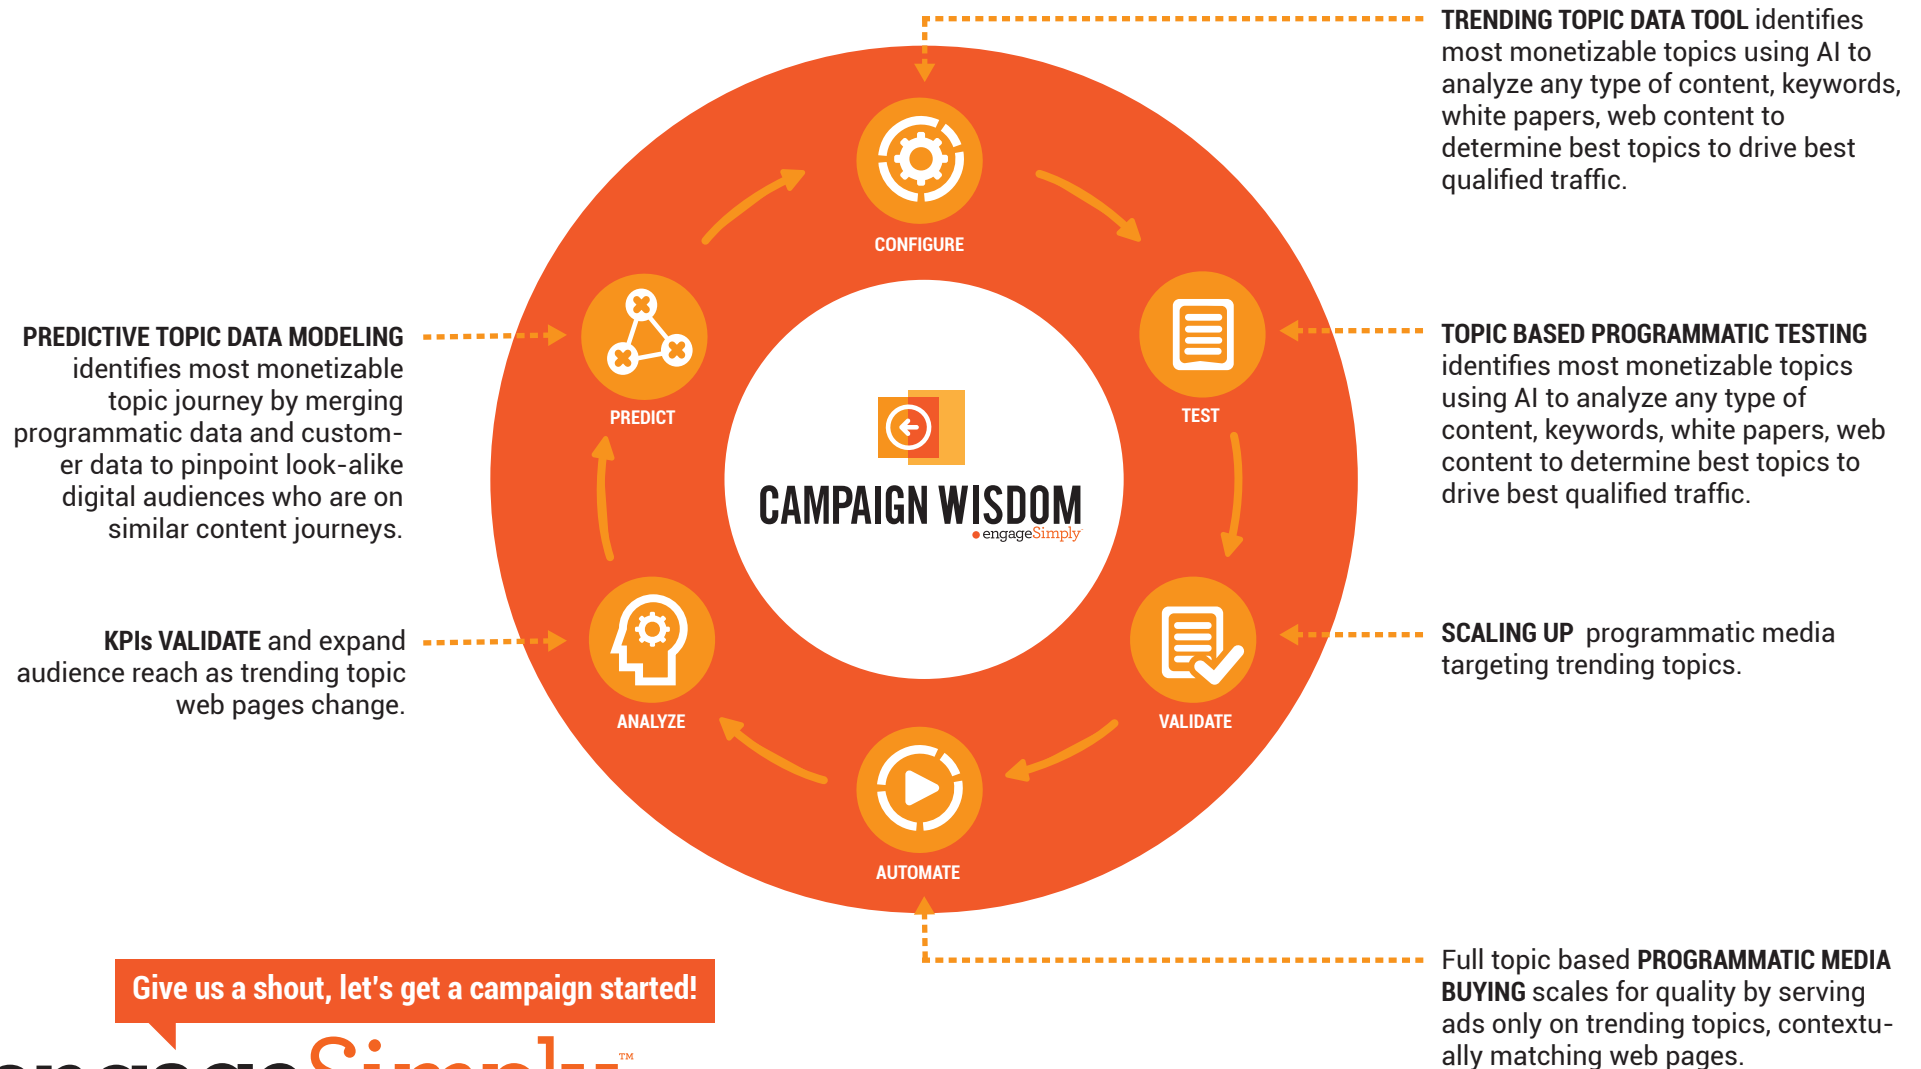 TRENDING TOPIC DATA TOOL identifies
most monetizable topics using AI to
analyze any type of content, keywords,
white papers, web content to
determine best topics to drive best
qualified traffic.
CONFIGURE
PREDICTIVE TOPIC DATA MODELING
identifies most monetizable
topic journey by merging
programmatic data and custom-
er data to pinpoint look-alike
digital audiences who are on
similar content journeys.
PREDICT
TEST
TOPIC BASED PROGRAMMATIC TESTING
identifies most monetizable topics
using AI to analyze any type of
content, keywords, white papers, web
content to determine best topics to
drive best qualified traffic.
CAMPAIGN WISDOM
engageSimply
KPIs VALIDATE and expand
audience reach as trending topic
web pages change.
ANALYZE
VALIDATE
SCALING UP programmatic media
targeting trending topics.
AUTOMATE
Full topic based PROGRAMMATIC MEDIA
BUYING scales for quality by serving
ads only on trending topics, contextu-
ally matching web pages.
Give us a shout, let's get a campaign started!
engageSimply™